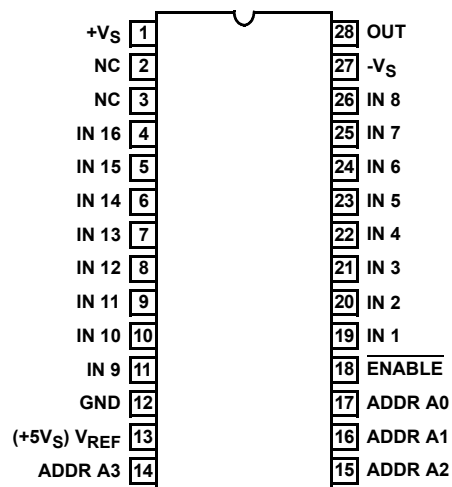 +VS 1 28 OUT
NC 2 27 -VS
NC 3 26 IN 8
IN 16 4 25 IN 7
IN 15 5 24 IN 6
IN 14 6 23 IN 5
IN 13 7 22 IN 4
IN 12 8 21 IN 3
IN 11 9 20 IN 2
IN 10 10 19 IN 1
IN 9 11 18 ENABLE
GND 12 17 ADDR A0
(+5VS) VREF 13 16 ADDR A1
ADDR A3 14 15 ADDR A2